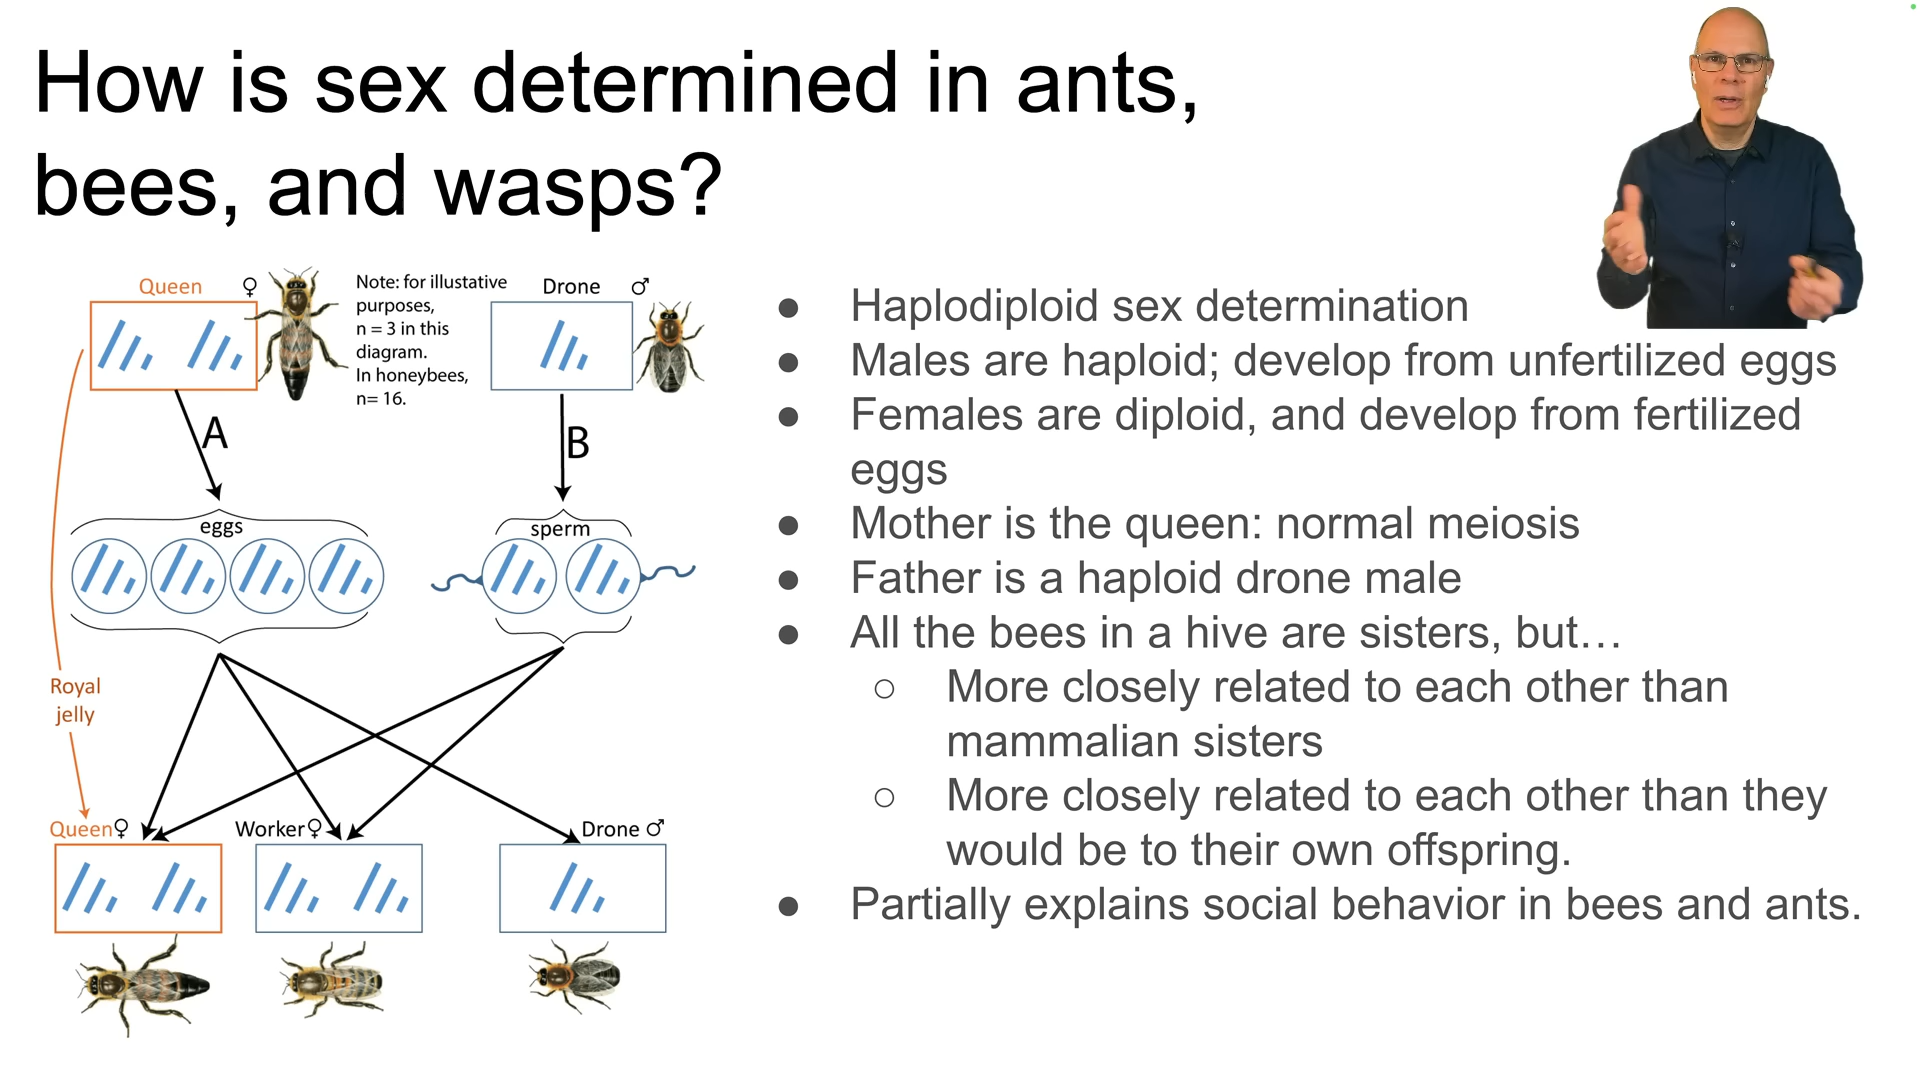 How is sex determined in ants,
bees, and wasps?
Queen ♀
Note: for illustative
purposes,
n = 3 in this
diagram.
In honeybees,
n= 16.
Drone ♂
A
B
eggs
sperm
Royal
jelly
Queen♀
Worker♀
Drone ♂
● Haplodiploid sex determination
● Males are haploid; develop from unfertilized eggs
● Females are diploid, and develop from fertilized
eggs
● Mother is the queen: normal meiosis
● Father is a haploid drone male
● All the bees in a hive are sisters, but…
○ More closely related to each other than
mammalian sisters
○ More closely related to each other than they
would be to their own offspring.
● Partially explains social behavior in bees and ants.